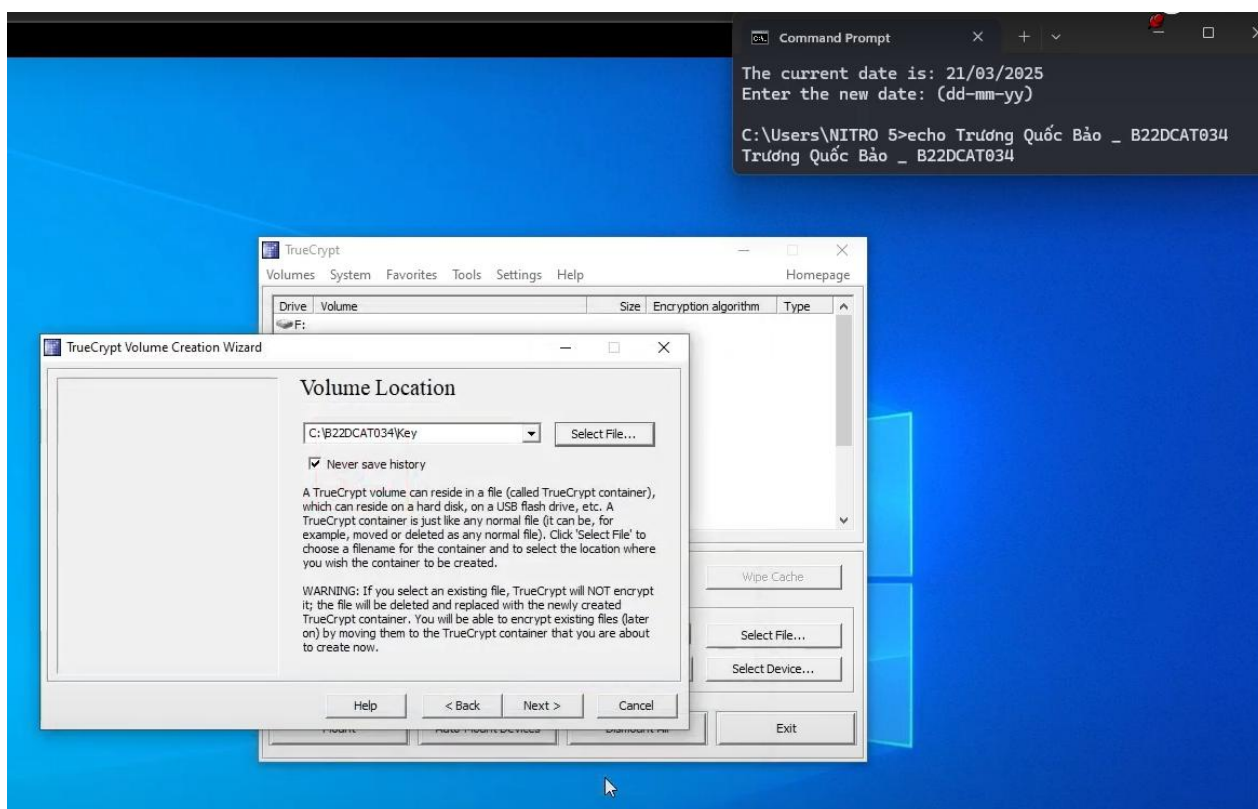 Command Prompt
The current date is: 21/03/2025
Enter the new date: (dd-mm-yy)
C:\Users\NITRO 5>echo Trương Quốc Bảo _ B22DCAT034
Trương Quốc Bảo _ B22DCAT034
TrueCrypt
Volumes System Favorites Tools Settings Help Homepage
Drive Volume Size Encryption algorithm Type
F:
TrueCrypt Volume Creation Wizard
Volume Location
C:\B22DCAT034\Key
Select File...
Never save history
A TrueCrypt volume can reside in a file (called TrueCrypt container),
which can reside on a hard disk, on a USB flash drive, etc. A
TrueCrypt container is just like any normal file (it can be, for
example, moved or deleted as any normal file). Click 'Select File' to
choose a filename for the container and to select the location where
you wish the container to be created.
WARNING: If you select an existing file, TrueCrypt will NOT encrypt
it; the file will be deleted and replaced with the newly created
TrueCrypt container. You will be able to encrypt existing files (later
on) by moving them to the TrueCrypt container that you are about
to create now.
Help < Back Next > Cancel
Wipe Cache
Select File...
Select Device...
Exit